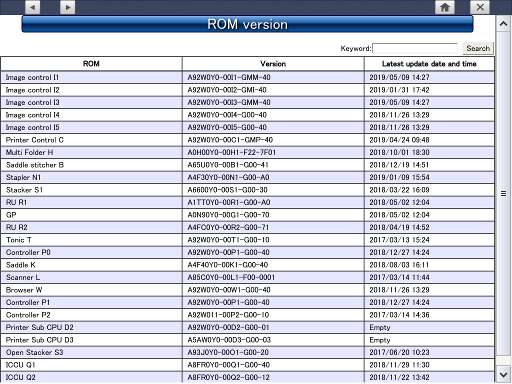 ROM version
Keyword: Search
ROM Version Latest update date and time
Image control I1 A92W0Y0-00I1-GMM-40 2019/05/09 14:27
Image control I2 A92W0Y0-00I2-GMI-40 2019/01/31 17:42
Image control I3 A92W0Y0-00I3-GMM-40 2019/05/09 14:27
Image control I4 A92W0Y0-00I4-G00-40 2018/11/26 13:29
Image control I5 A92W0Y0-00I5-G00-40 2018/11/26 13:29
Printer Control C A92W0Y0-00C1-GMP-40 2019/04/24 09:48
Multi Folder H A0H00Y0-00H1-F22-7F01 2018/10/01 18:30
Saddle stitcher B A65U0Y0-00B1-G00-41 2018/12/19 14:51
Stapler N1 A4F30Y0-00N1-G00-A0 2019/01/09 15:54
Stacker S1 A6600Y0-00S1-G00-30 2018/03/22 16:09
RU R1 A1TT0Y0-00R1-G00-A0 2018/05/02 12:04
GP A0N90Y0-00G1-G00-70 2018/05/02 12:04
RU R2 A4FC0Y0-00R2-G00-71 2018/04/19 14:52
Tonic T A92W0Y0-00T1-G00-10 2017/03/13 15:24
Controller P0 A92W0Y0-00P1-G00-40 2018/12/27 14:24
Saddle K A4F40Y0-00K1-G00-40 2018/08/03 16:11
Scanner L A85C0Y0-00L1-F00-0001 2017/03/14 11:44
Browser W A92W0Y0-00W1-G00-40 2018/11/26 13:29
Controller P1 A92W0Y0-00P1-G00-40 2018/12/27 14:24
Controller P2 A92W011-00P2-G00-10 2017/03/14 14:36
Printer Sub CPU D2 A92W0Y0-00D2-G00-01 Empty
Printer Sub CPU D3 A5AW0Y0-00D3-G00-03 Empty
Open Stacker S3 A93J0Y0-00O1-G00-20 2017/06/20 10:23
ICCU Q1 A8FR0Y0-00Q1-G00-40 2018/11/29 11:30
ICCU Q2 A8FR0Y0-00Q2-G00-12 2018/11/22 13:42